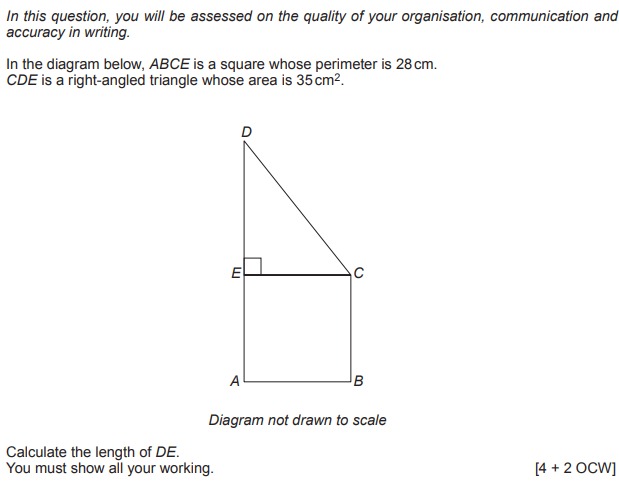 In this question, you will be assessed on the quality of your organisation, communication and
accuracy in writing.
In the diagram below, ABCE is a square whose perimeter is 28 cm.
CDE is a right-angled triangle whose area is 35 cm².
D
E
C
A
B
Diagram not drawn to scale
Calculate the length of DE.
You must show all your working.
[4 + 2 OCW]